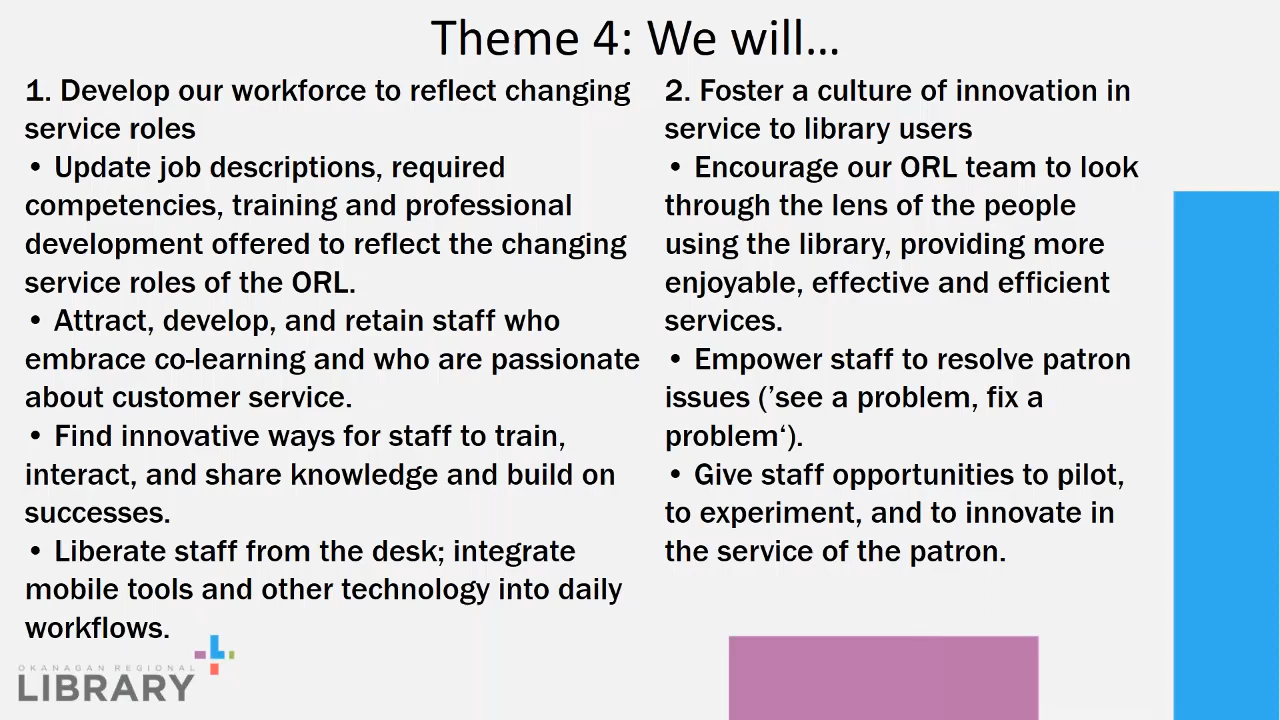 Theme 4: We will...
1. Develop our workforce to reflect changing
service roles
• Update job descriptions, required
competencies, training and professional
development offered to reflect the changing
service roles of the ORL.
• Attract, develop, and retain staff who
embrace co-learning and who are passionate
about customer service.
• Find innovative ways for staff to train,
interact, and share knowledge and build on
successes.
• Liberate staff from the desk; integrate
mobile tools and other technology into daily
workflows.
2. Foster a culture of innovation in
service to library users
• Encourage our ORL team to look
through the lens of the people
using the library, providing more
enjoyable, effective and efficient
services.
• Empower staff to resolve patron
issues (’see a problem, fix a
problem‘).
• Give staff opportunities to pilot,
to experiment, and to innovate in
the service of the patron.
OKANAGAN REGIONAL
LIBRARY